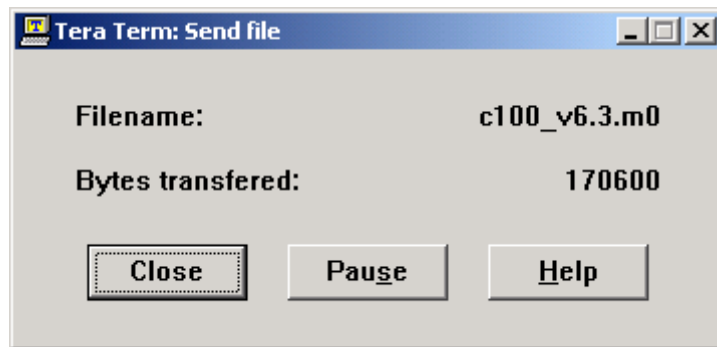 Tera Term: Send file
Filename: c100_v6.3.m0
Bytes transfered: 170600
Close Pause Help